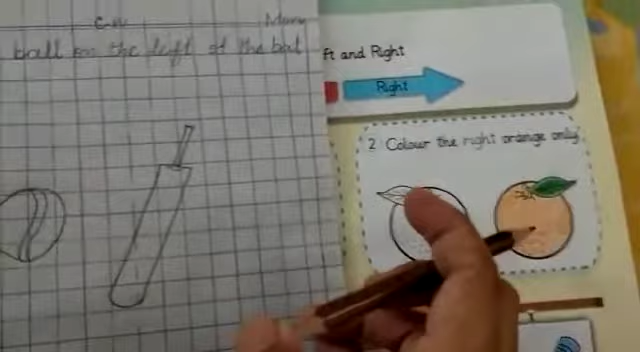 C.W
ball on the left of the bat
ft and Right
Right
2 Colour the right orange only.